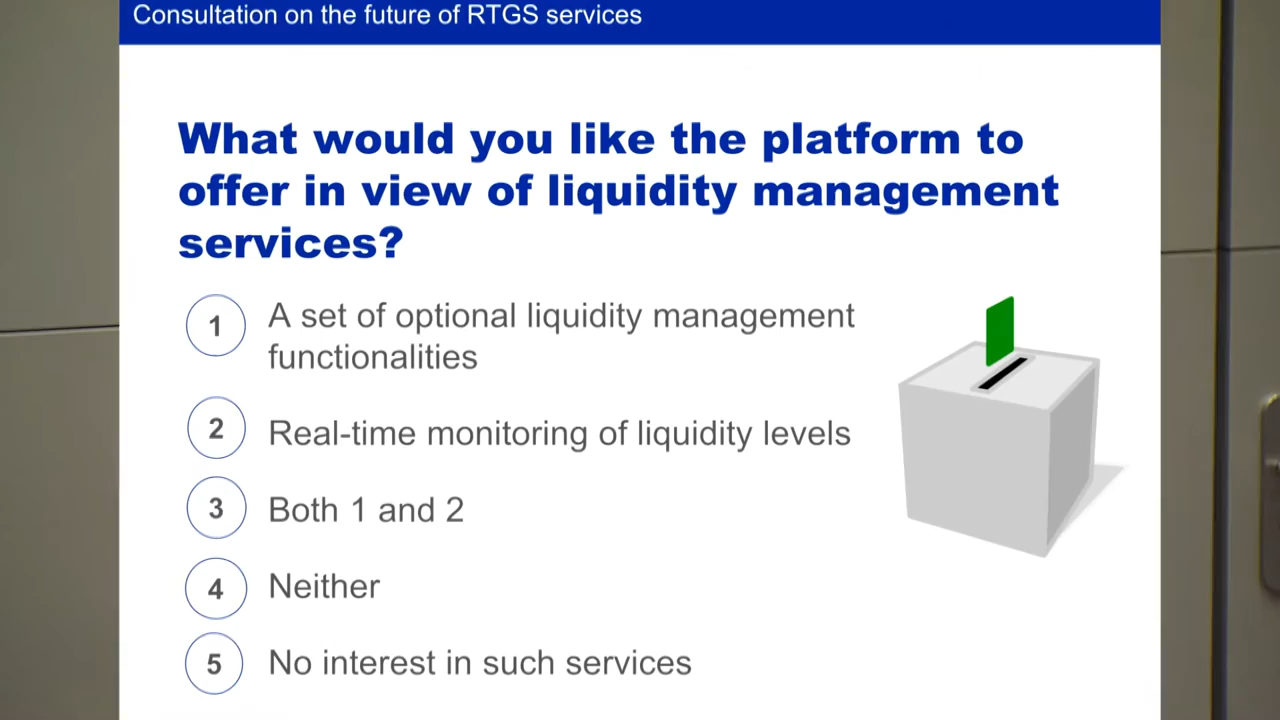 Consultation on the future of RTGS services
What would you like the platform to
offer in view of liquidity management
services?
1 A set of optional liquidity management
functionalities
2 Real-time monitoring of liquidity levels
3 Both 1 and 2
4 Neither
5 No interest in such services